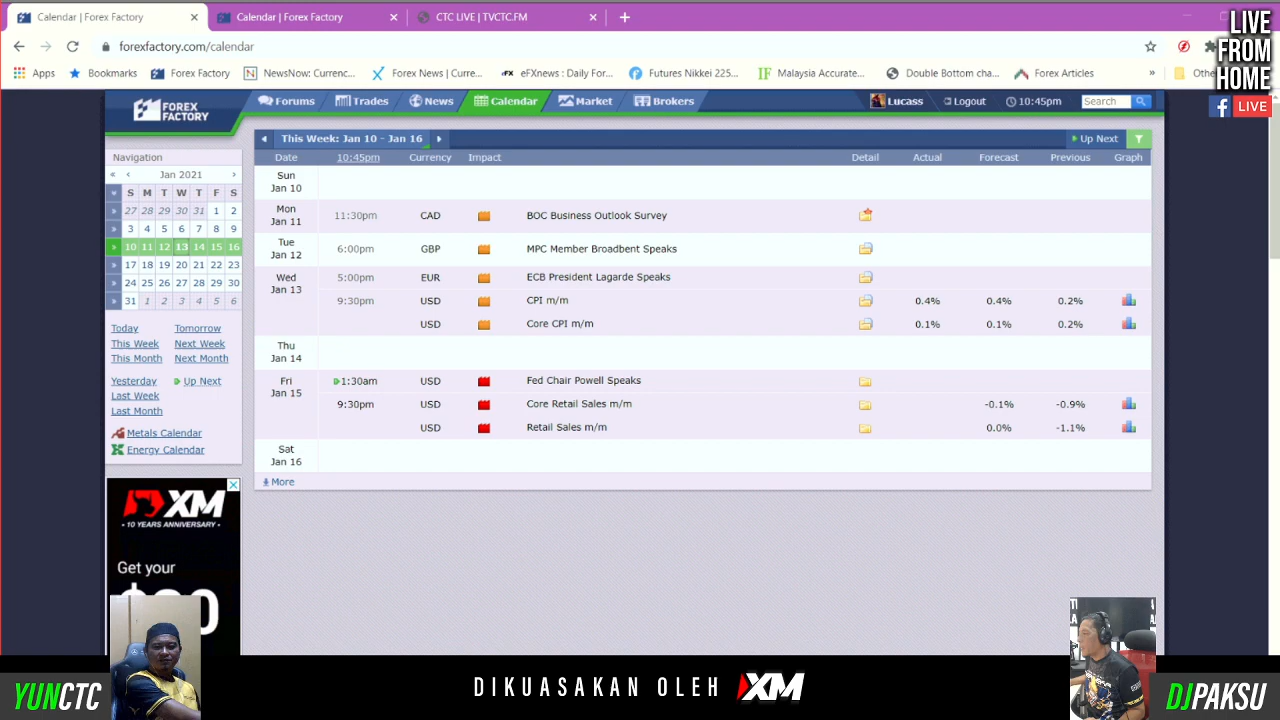 Calendar | Forex Factory
Calendar | Forex Factory
CTC LIVE | TVCTC.FM
LIVE FROM HOME
LIVE
forexfactory.com/calendar
Apps Bookmarks Forex Factory NewsNow: Currenc... Forex News | Curre... eFXnews : Daily For... Futures Nikkei 225... Malaysia Accurate... Double Bottom cha... Forex Articles » Othe
FOREX FACTORY
Forums Trades News Calendar Market Brokers Lucass Logout 10:45pm Search
This Week: Jan 10 - Jan 16 Up Next
Date 10:45pm Currency Impact Detail Actual Forecast Previous Graph
Sun Jan 10
Mon Jan 11 11:30pm CAD BOC Business Outlook Survey
Tue Jan 12 6:00pm GBP MPC Member Broadbent Speaks
Wed Jan 13 5:00pm EUR ECB President Lagarde Speaks
9:30pm USD CPI m/m 0.4% 0.4% 0.2%
USD Core CPI m/m 0.1% 0.1% 0.2%
Thu Jan 14
Fri Jan 15 1:30am USD Fed Chair Powell Speaks
9:30pm USD Core Retail Sales m/m -0.1% -0.9%
USD Retail Sales m/m 0.0% -1.1%
Sat Jan 16
More
Navigation
« ‹ Jan 2021 ›
S M T W T F S
» 27 28 29 30 31 1 2
» 3 4 5 6 7 8 9
» 10 11 12 13 14 15 16
» 17 18 19 20 21 22 23
» 24 25 26 27 28 29 30
» 31 1 2 3 4 5 6
Today Tomorrow
This Week Next Week
This Month Next Month
Yesterday Up Next
Last Week
Last Month
Metals Calendar
Energy Calendar
XM
10 YEARS ANNIVERSARY
Get your
YUNCTC
DIKUASAKAN OLEH XM
DJPAKSU